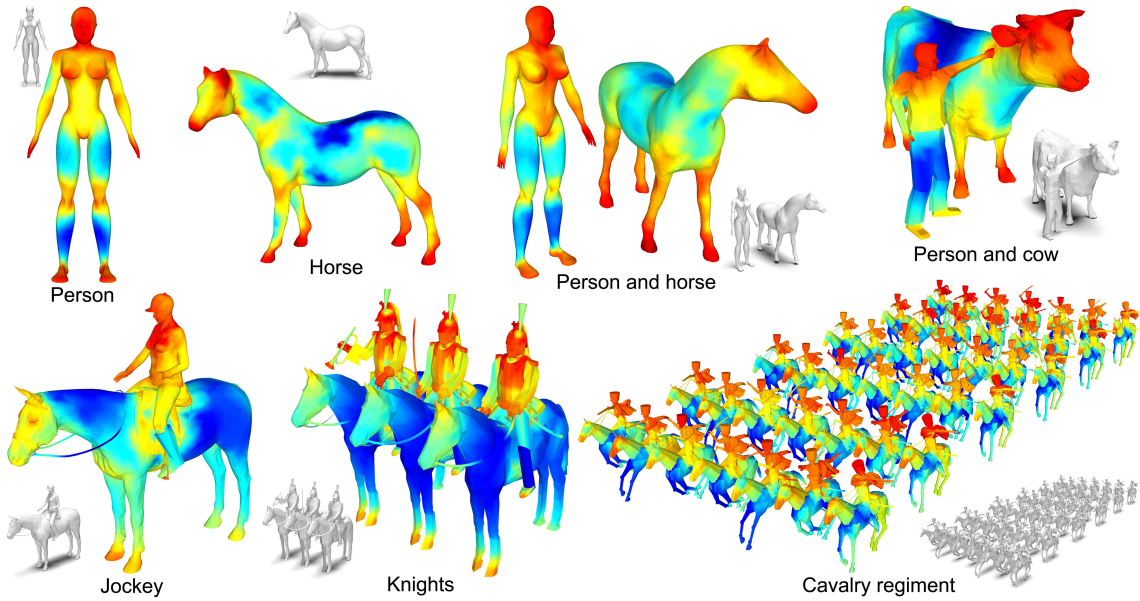 Person
Horse
Person and horse
Person and cow
Jockey
Knights
Cavalry regiment